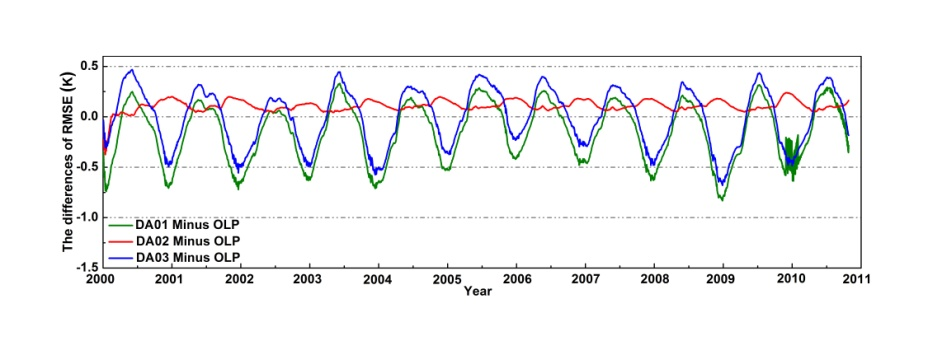 The differences of RMSE (K)
0.5
0.0
-0.5
-1.0
-1.5
DA01 Minus OLP
DA02 Minus OLP
DA03 Minus OLP
2000 2001 2002 2003 2004 2005 2006 2007 2008 2009 2010 2011
Year